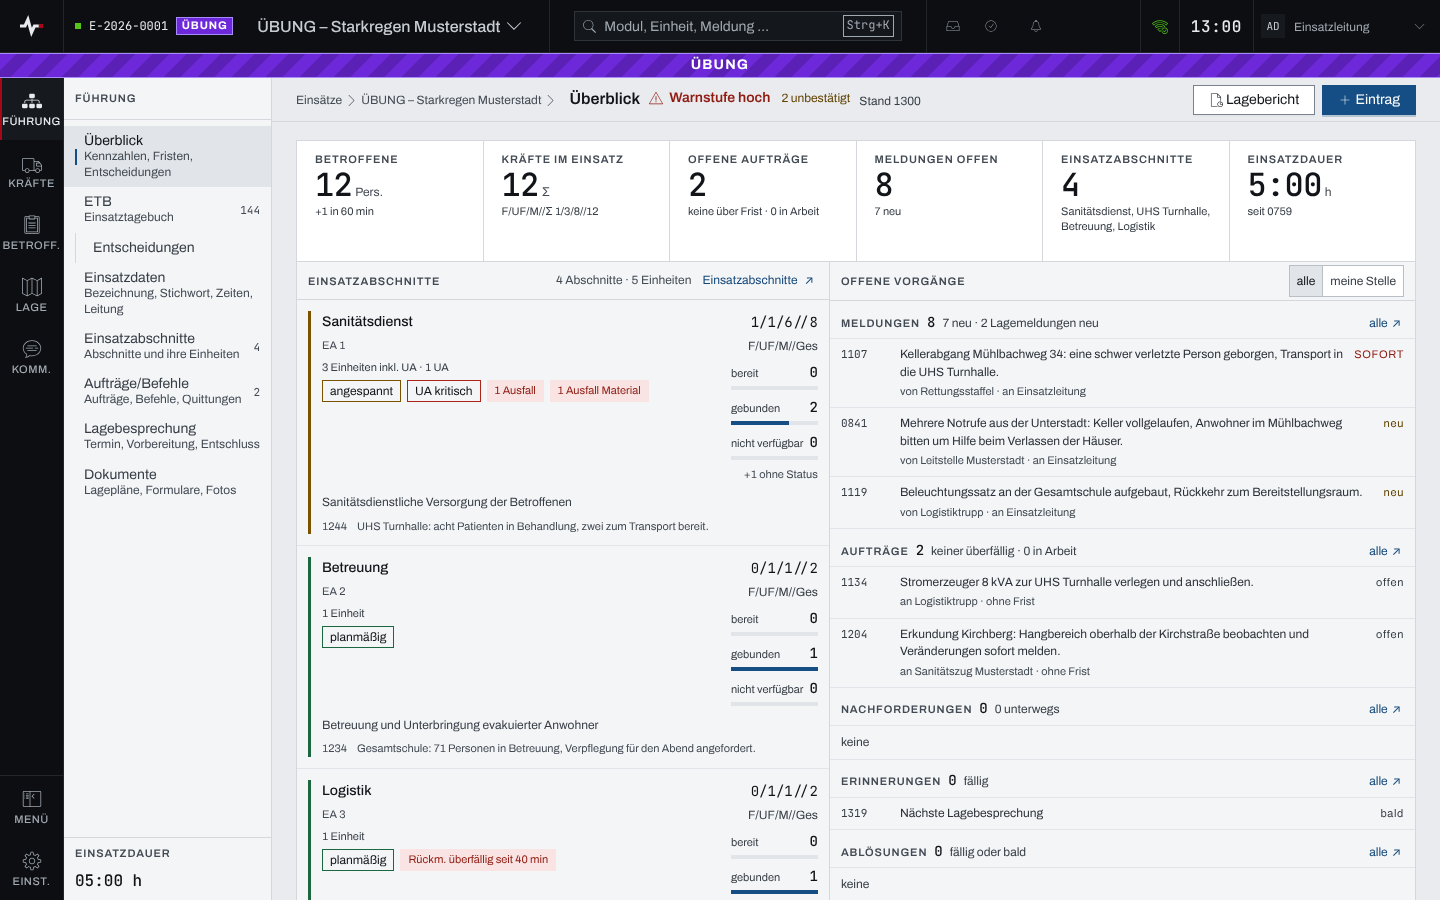 E-2026-0001 ÜBUNG ÜBUNG – Starkregen Musterstadt Modul, Einheit, Meldung ... Strg+K 13:00 AD Einsatzleitung
ÜBUNG
FÜHRUNG
KRÄFTE
BETROFF.
LAGE
KOMM.
MENÜ
EINST.
FÜHRUNG
Überblick
Kennzahlen, Fristen,
Entscheidungen
ETB
Einsatztagebuch 144
Entscheidungen
Einsatzdaten
Bezeichnung, Stichwort, Zeiten,
Leitung
Einsatzabschnitte
Abschnitte und ihre Einheiten 4
Aufträge/Befehle
Aufträge, Befehle, Quittungen 2
Lagebesprechung
Termin, Vorbereitung, Entschluss
Dokumente
Lagepläne, Formulare, Fotos
EINSATZDAUER
05:00 h
Einsätze ÜBUNG – Starkregen Musterstadt Überblick Warnstufe hoch 2 unbestätigt Stand 1300 Lagebericht + Eintrag
BETROFFENE
12 Pers.
+1 in 60 min
KRÄFTE IM EINSATZ
12 Σ
F/UF/M//Σ 1/3/8//12
OFFENE AUFTRÄGE
2
keine über Frist · 0 in Arbeit
MELDUNGEN OFFEN
8
7 neu
EINSATZABSCHNITTE
4
Sanitätsdienst, UHS Turnhalle,
Betreuung, Logistik
EINSATZDAUER
5:00 h
seit 0759
EINSATZABSCHNITTE 4 Abschnitte · 5 Einheiten Einsatzabschnitte ↗
Sanitätsdienst 1/1/6//8
EA 1 F/UF/M//Ges
3 Einheiten inkl. UA · 1 UA
angespannt UA kritisch 1 Ausfall 1 Ausfall Material
bereit 0
gebunden 2
nicht verfügbar 0
+1 ohne Status
Sanitätsdienstliche Versorgung der Betroffenen
1244 UHS Turnhalle: acht Patienten in Behandlung, zwei zum Transport bereit.
Betreuung 0/1/1//2
EA 2 F/UF/M//Ges
1 Einheit
planmäßig
bereit 0
gebunden 1
nicht verfügbar 0
Betreuung und Unterbringung evakuierter Anwohner
1234 Gesamtschule: 71 Personen in Betreuung, Verpflegung für den Abend angefordert.
Logistik 0/1/1//2
EA 3 F/UF/M//Ges
1 Einheit
planmäßig Rückm. überfällig seit 40 min
bereit 0
gebunden 1
OFFENE VORGÄNGE alle meine Stelle
MELDUNGEN 8 7 neu · 2 Lagemeldungen neu alle ↗
1107 Kellerabgang Mühlbachweg 34: eine schwer verletzte Person geborgen, Transport in SOFORT
die UHS Turnhalle.
von Rettungsstaffel · an Einsatzleitung
0841 Mehrere Notrufe aus der Unterstadt: Keller vollgelaufen, Anwohner im Mühlbachweg neu
bitten um Hilfe beim Verlassen der Häuser.
von Leitstelle Musterstadt · an Einsatzleitung
1119 Beleuchtungssatz an der Gesamtschule aufgebaut, Rückkehr zum Bereitstellungsraum. neu
von Logistiktrupp · an Einsatzleitung
AUFTRÄGE 2 keiner überfällig · 0 in Arbeit alle ↗
1134 Stromerzeuger 8 kVA zur UHS Turnhalle verlegen und anschließen. offen
an Logistiktrupp · ohne Frist
1204 Erkundung Kirchberg: Hangbereich oberhalb der Kirchstraße beobachten und offen
Veränderungen sofort melden.
an Sanitätszug Musterstadt · ohne Frist
NACHFORDERUNGEN 0 0 unterwegs alle ↗
keine
ERINNERUNGEN 0 fällig alle ↗
1319 Nächste Lagebesprechung bald
ABLÖSUNGEN 0 fällig oder bald alle ↗
keine